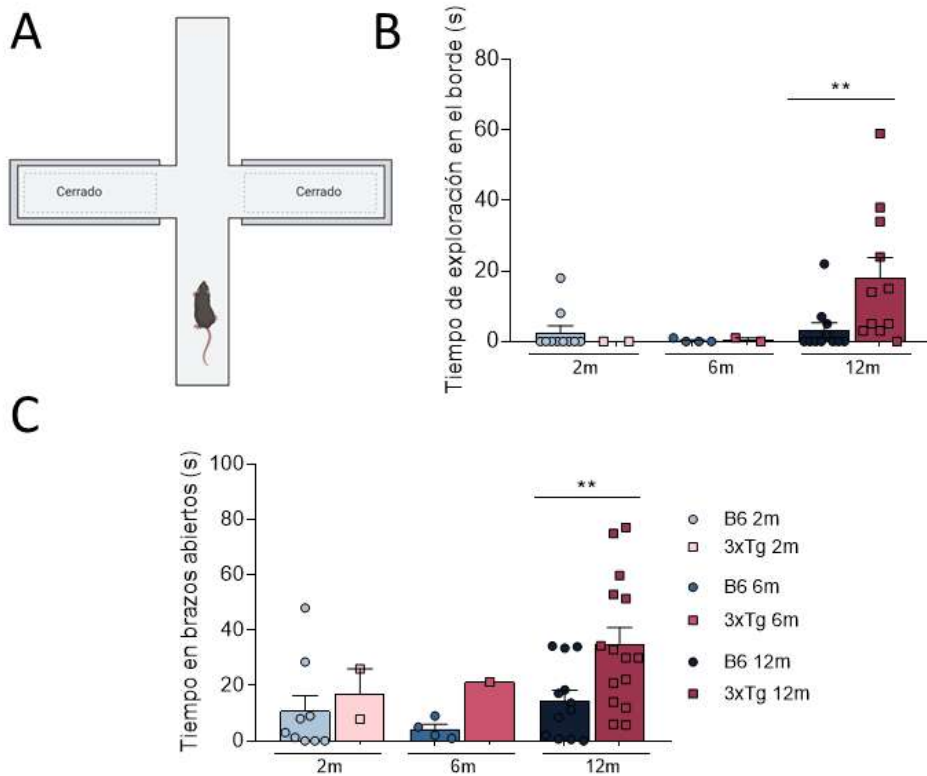 A
Cerrado
Cerrado
B
Tiempo de exploración en el borde (s)
80
60
40
20
0
**
2m
6m
12m
C
Tiempo en brazos abiertos (s)
100
80
60
40
20
0
**
2m
6m
12m
B6 2m
3xTg 2m
B6 6m
3xTg 6m
B6 12m
3xTg 12m